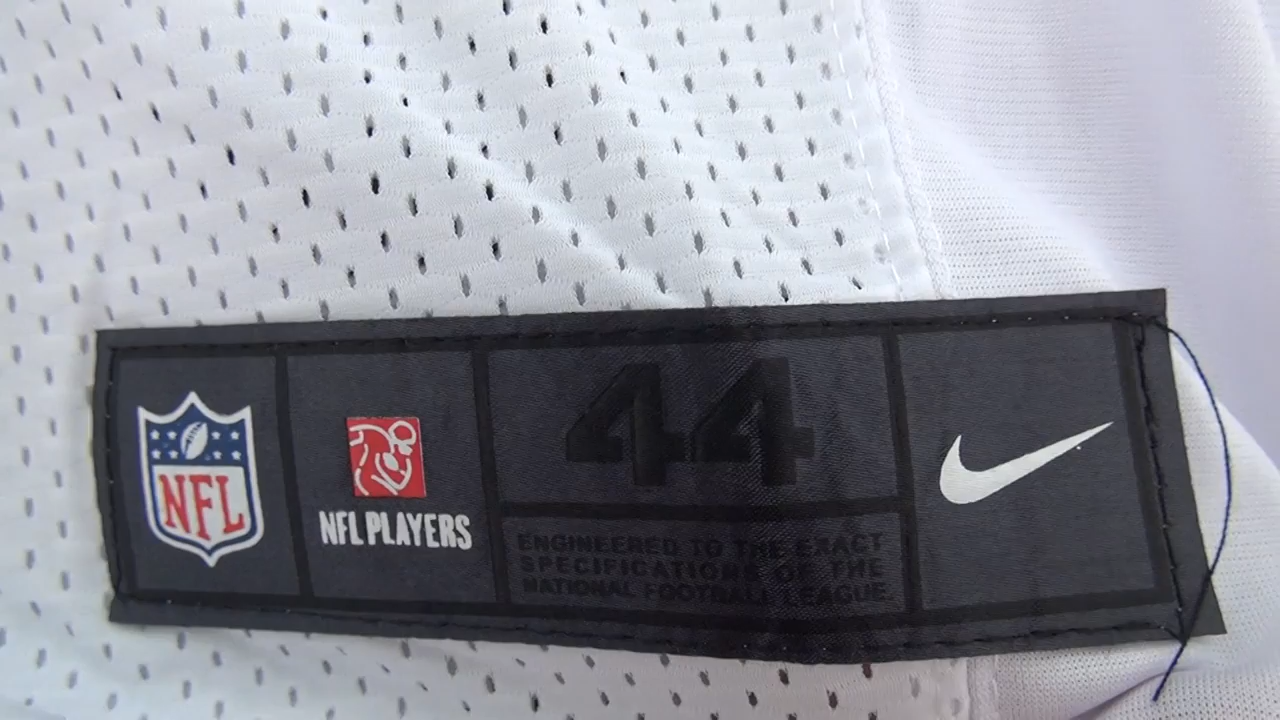 NFL
NFL PLAYERS
44
ENGINEERED TO THE EXACT
SPECIFICATIONS OF THE
NATIONAL FOOTBALL LEAGUE.